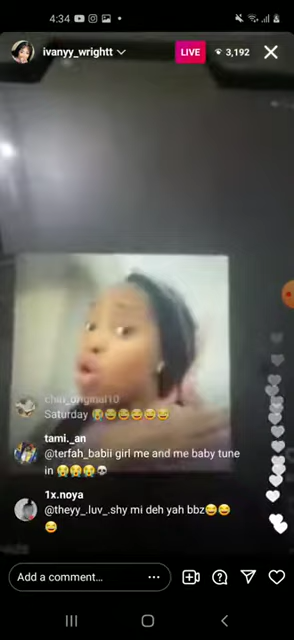 4:34
ivanyy_wrightt
LIVE
3,192
chin_original10
Saturday 😢😅😅😅😅😅
tami._an
@terfah_babii girl me and me baby tune
in 😭😭😭💀
1x.noya
@theyy_.luv_.shy mi deh yah bbz😂😂
😂
Add a comment…